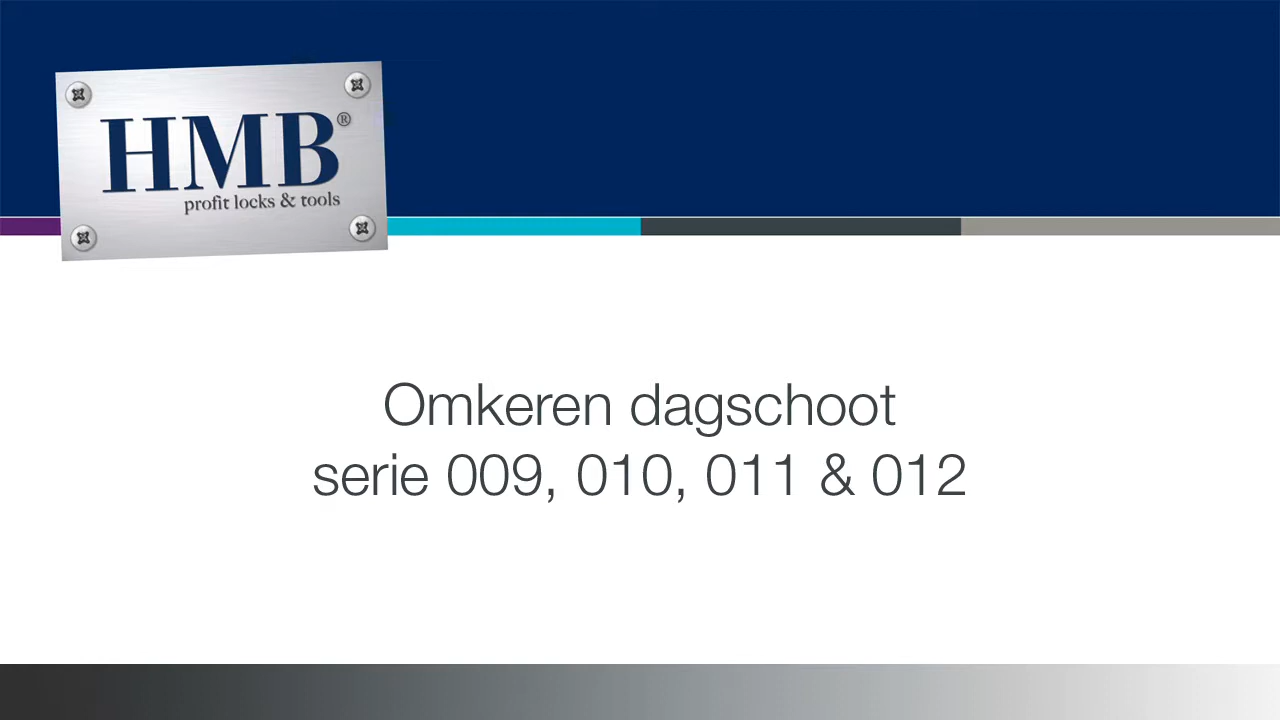 HMB®
profit locks & tools
Omkeren dagschoot
serie 009, 010, 011 & 012